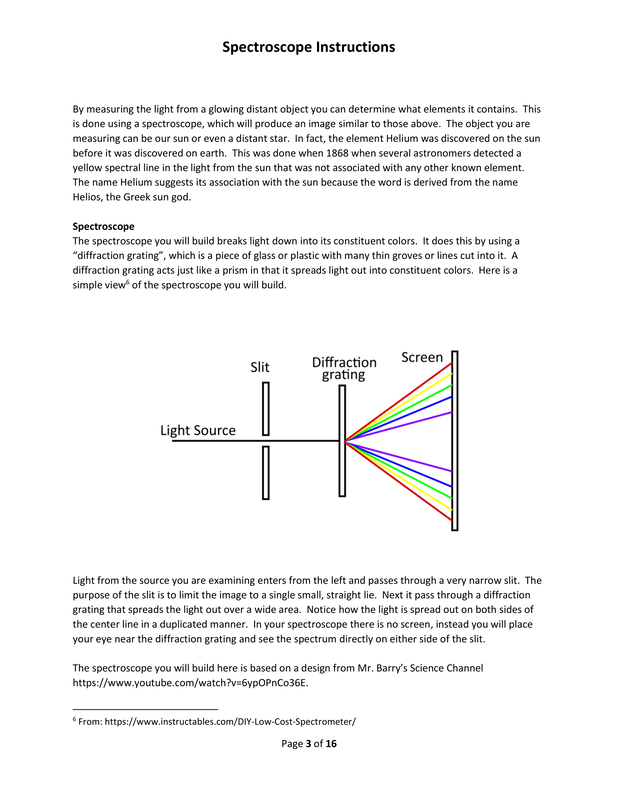 Spectroscope Instructions
By measuring the light from a glowing distant object you can determine what elements it contains.  This
is done using a spectroscope, which will produce an image similar to those above.  The object you are
measuring can be our sun or even a distant star.  In fact, the element Helium was discovered on the sun
before it was discovered on earth.  This was done when 1868 when several astronomers detected a
yellow spectral line in the light from the sun that was not associated with any other known element.
The name Helium suggests its association with the sun because the word is derived from the name
Helios, the Greek sun god.
Spectroscope
The spectroscope you will build breaks light down into its constituent colors.  It does this by using a
“diffraction grating”, which is a piece of glass or plastic with many thin groves or lines cut into it.  A
diffraction grating acts just like a prism in that it spreads light out into constituent colors.  Here is a
simple view6 of the spectroscope you will build.
Slit
Diffraction
grating
Screen
Light Source
Light from the source you are examining enters from the left and passes through a very narrow slit.  The
purpose of the slit is to limit the image to a single small, straight lie.  Next it pass through a diffraction
grating that spreads the light out over a wide area.  Notice how the light is spread out on both sides of
the center line in a duplicated manner.  In your spectroscope there is no screen, instead you will place
your eye near the diffraction grating and see the spectrum directly on either side of the slit.
The spectroscope you will build here is based on a design from Mr. Barry’s Science Channel
https://www.youtube.com/watch?v=6ypOPnCo36E.
6 From: https://www.instructables.com/DIY-Low-Cost-Spectrometer/
Page 3 of 16